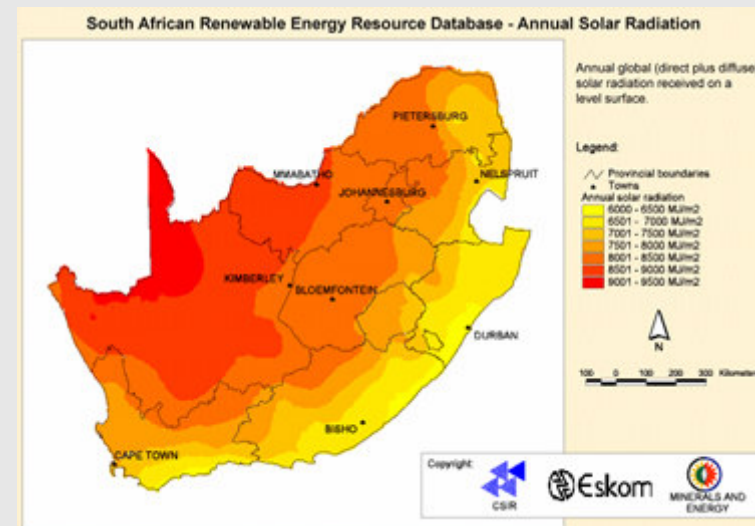 South African Renewable Energy Resource Database - Annual Solar Radiation
Annual global (direct plus diffuse
solar radiation received on a
level surface.
PIETERSBURG
Legend:
MMABATHO
NELSPRUIT
JOHANNESBURG
Provincial boundaries
Towns
Annual solar radiation
6000 - 6500 MJ/m2
6501 - 7000 MJ/m2
7001 - 7500 MJ/m2
7501 - 8000 MJ/m2
8001 - 8500 MJ/m2
8501 - 9000 MJ/m2
9001 - 9500 MJ/m2
KIMBERLEY
BLOEMFONTEIN
DURBAN
N
100 0 100 200 300 Kilometer
BISHO
CAPE TOWN
Copyright:
CSIR
Eskom
MINERALS AND
ENERGY